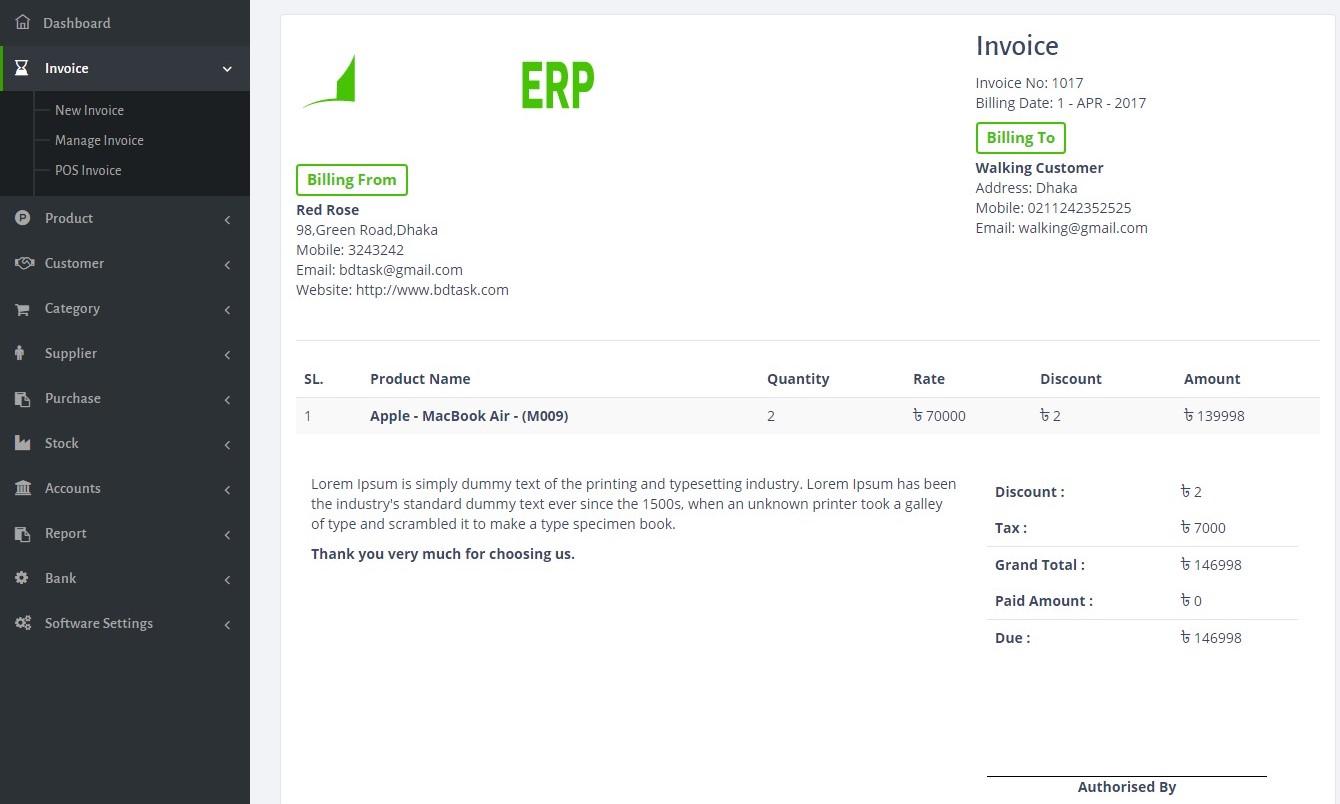 Dashboard
Invoice
New Invoice
Manage Invoice
POS Invoice
Product
Customer
Category
Supplier
Purchase
Stock
Accounts
Report
Bank
Software Settings
ERP
Billing From
Red Rose
98,Green Road,Dhaka
Mobile: 3243242
Email: bdtask@gmail.com
Website: http://www.bdtask.com
Invoice
Invoice No: 1017
Billing Date: 1 - APR - 2017
Billing To
Walking Customer
Address: Dhaka
Mobile: 0211242352525
Email: walking@gmail.com
SL. Product Name Quantity Rate Discount Amount
1 Apple - MacBook Air - (M009) 2 ৳ 70000 ৳ 2 ৳ 139998
Lorem Ipsum is simply dummy text of the printing and typesetting industry. Lorem Ipsum has been
the industry's standard dummy text ever since the 1500s, when an unknown printer took a galley
of type and scrambled it to make a type specimen book.
Thank you very much for choosing us.
Discount : ৳ 2
Tax : ৳ 7000
Grand Total : ৳ 146998
Paid Amount : ৳ 0
Due : ৳ 146998
Authorised By